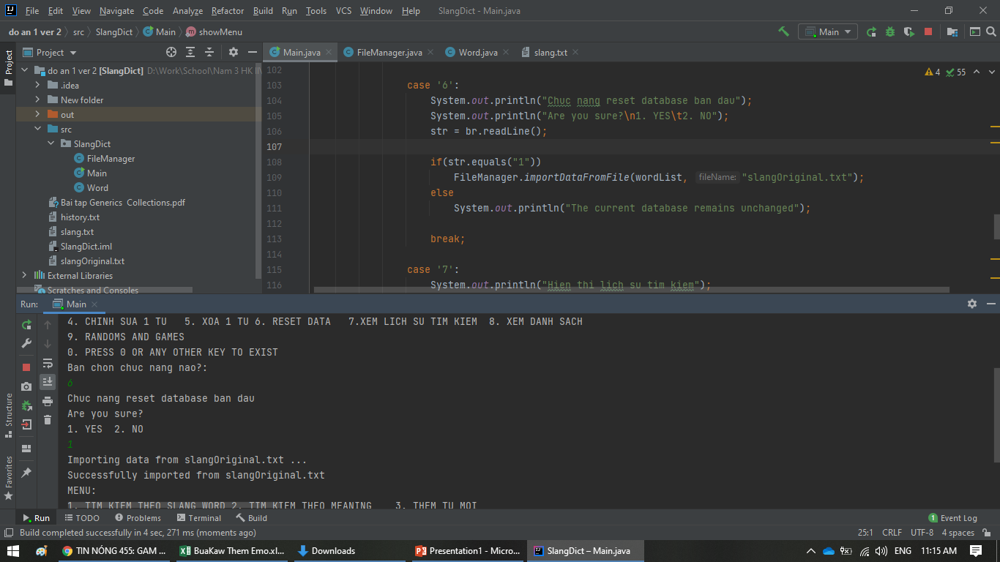 File Edit View Navigate Code Analyze Refactor Build Run Tools VCS Window Help SlangDict - Main.java
do an 1 ver 2 src SlangDict Main showMenu Main
Project Main.java FileManager.java Word.java slang.txt
Project
do an 1 ver 2 [SlangDict] D:\Work\School\Nam 3 HK II\
.idea
New folder
out
src
SlangDict
FileManager
Main
Word
Bai tap Generics Collections.pdf
history.txt
slang.txt
SlangDict.iml
slangOriginal.txt
External Libraries
Scratches and Consoles
4 55
102
103 case '6':
104 System.out.println("Chuc nang reset database ban dau");
105 System.out.println("Are you sure?\n1. YES\t2. NO");
106 str = br.readLine();
107
108 if(str.equals("1"))
109 FileManager.importDataFromFile(wordList, fileName: "slangOriginal.txt");
110 else
111 System.out.println("The current database remains unchanged");
112
113 break;
114
115 case '7':
116 System.out.println("Hien thi lich su tim kiem");
Run: Main
4. CHINH SUA 1 TU 5. XOA 1 TU 6. RESET DATA 7.XEM LICH SU TIM KIEM 8. XEM DANH SACH
9. RANDOMS AND GAMES
0. PRESS 0 OR ANY OTHER KEY TO EXIST
Ban chon chuc nang nao?:
6
Chuc nang reset database ban dau
Are you sure?
1. YES 2. NO
1
Importing data from slangOriginal.txt ...
Successfully imported from slangOriginal.txt
MENU:
1. TIM KIEM THEO SLANG WORD 2. TIM KIEM THEO MEANING 3. THEM TU MOI
Structure
Favorites
Run TODO Problems Terminal Build 1 Event Log
Build completed successfully in 4 sec, 271 ms (moments ago) 25:1 CRLF UTF-8 4 spaces
TIN NÓNG 455: GAM ... BuaKaw Them Emo.xl... Downloads Presentation1 - Micro... SlangDict – Main.java ENG 11:15 AM